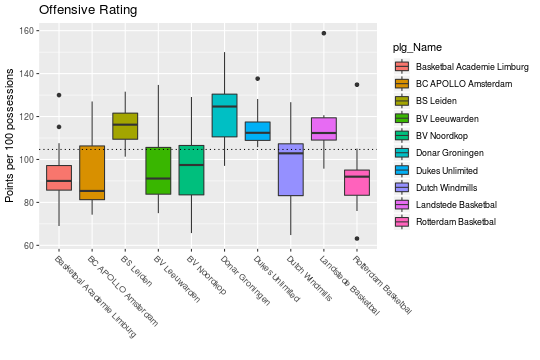 Offensive Rating
Points per 100 possessions
160
140
120
100
80
60
Basketbal Academie Limburg
BC APOLLO Amsterdam
BS Leiden
BV Leeuwarden
BV Noordkop
Donar Groningen
Dukes Unlimited
Dutch Windmills
Landstede Basketbal
Rotterdam Basketbal
plg_Name
Basketbal Academie Limburg
BC APOLLO Amsterdam
BS Leiden
BV Leeuwarden
BV Noordkop
Donar Groningen
Dukes Unlimited
Dutch Windmills
Landstede Basketbal
Rotterdam Basketbal